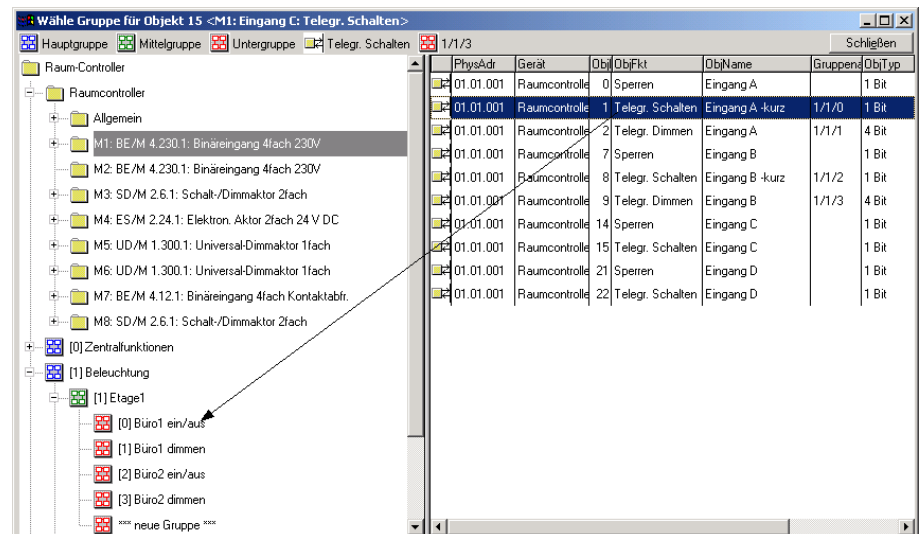 Wähle Gruppe für Objekt 15 <M1: Eingang C: Telegr. Schalten>
Hauptgruppe Mittelgruppe Untergruppe Telegr. Schalten 1/1/3 Schließen
Raum-Controller
Raumcontroller
Allgemein
M1: BE/M 4.230.1: Binäreingang 4fach 230V
M2: BE/M 4.230.1: Binäreingang 4fach 230V
M3: SD/M 2.6.1: Schalt-/Dimmaktor 2fach
M4: ES/M 2.24.1: Elektron. Aktor 2fach 24 V DC
M5: UD/M 1.300.1: Universal-Dimmaktor 1fach
M6: UD/M 1.300.1: Universal-Dimmaktor 1fach
M7: BE/M 4.12.1: Binäreingang 4fach Kontaktabfr.
M8: SD/M 2.6.1: Schalt-/Dimmaktor 2fach
[0] Zentralfunktionen
[1] Beleuchtung
[1] Etage1
[0] Büro1 ein/aus
[1] Büro1 dimmen
[2] Büro2 ein/aus
[3] Büro2 dimmen
*** neue Gruppe ***
PhysAdr Gerät Obj ObjFkt ObjName Gruppena ObjTyp
01.01.001 Raumcontrolle 0 Sperren Eingang A 1 Bit
01.01.001 Raumcontrolle 1 Telegr. Schalten Eingang A -kurz 1/1/0 1 Bit
01.01.001 Raumcontrolle 2 Telegr. Dimmen Eingang A 1/1/1 4 Bit
01.01.001 Raumcontrolle 7 Sperren Eingang B 1 Bit
01.01.001 Raumcontrolle 8 Telegr. Schalten Eingang B -kurz 1/1/2 1 Bit
01.01.001 Raumcontrolle 9 Telegr. Dimmen Eingang B 1/1/3 4 Bit
01.01.001 Raumcontrolle 14 Sperren Eingang C 1 Bit
01.01.001 Raumcontrolle 15 Telegr. Schalten Eingang C 1 Bit
01.01.001 Raumcontrolle 21 Sperren Eingang D 1 Bit
01.01.001 Raumcontrolle 22 Telegr. Schalten Eingang D 1 Bit